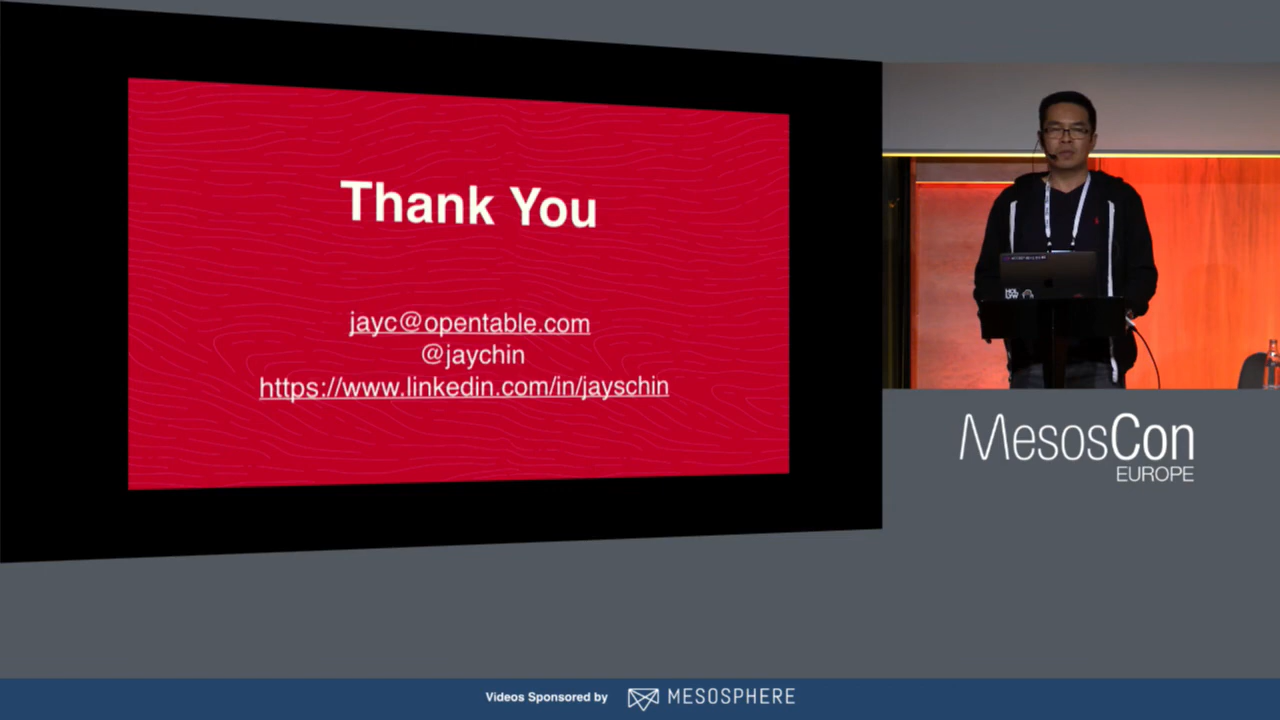 Thank You
jayc@opentable.com
@jaychin
https://www.linkedin.com/in/jayschin
MesosCon
EUROPE
Videos Sponsored by MESOSPHERE